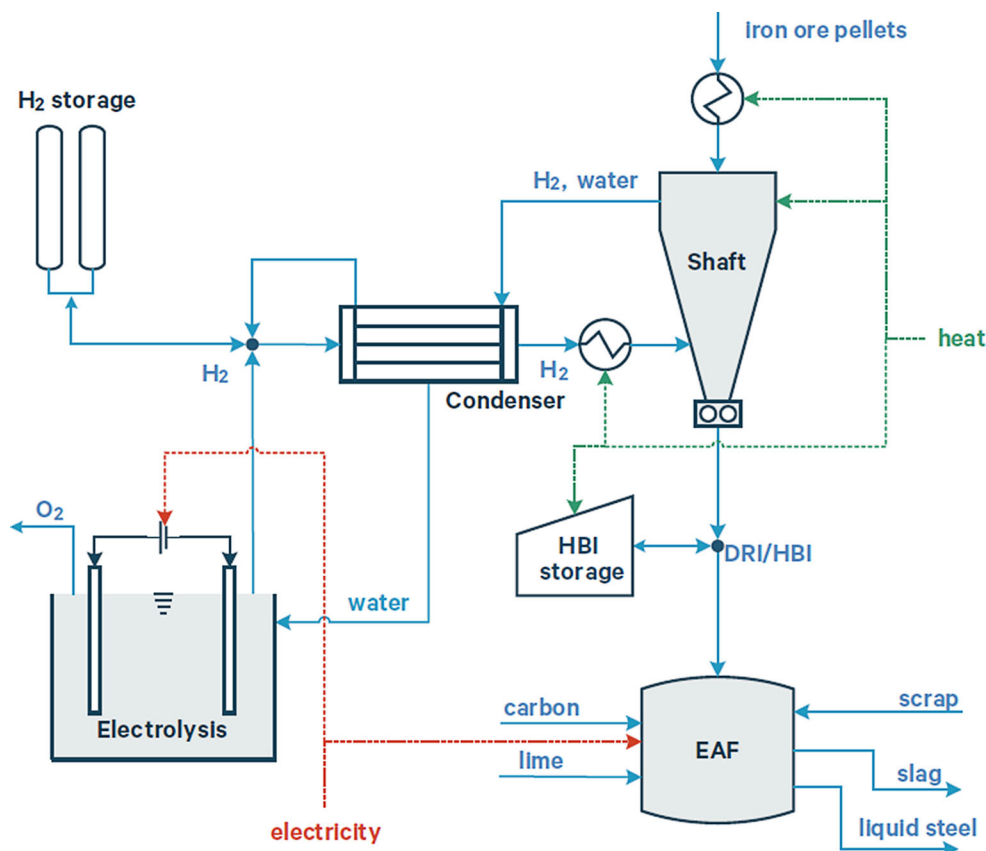 iron ore pellets
H₂ storage
H₂, water
Shaft
heat
H₂
H₂
Condenser
O₂
HBI
storage
DRI/HBI
water
Electrolysis
carbon
scrap
EAF
lime
slag
electricity
liquid steel